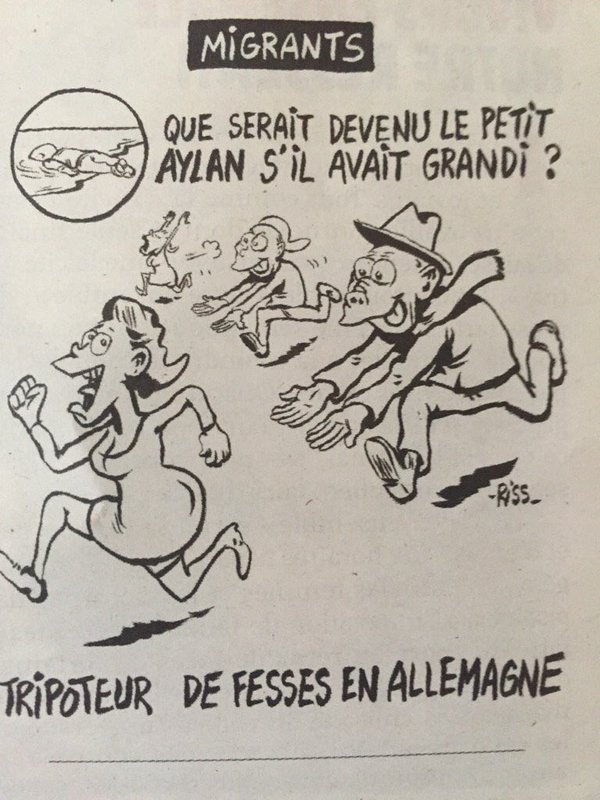 MIGRANTS
QUE SERAIT DEVENU LE PETIT
AYLAN S'IL AVAIT GRANDI ?
-RISS-
TRIPOTEUR DE FESSES EN ALLEMAGNE